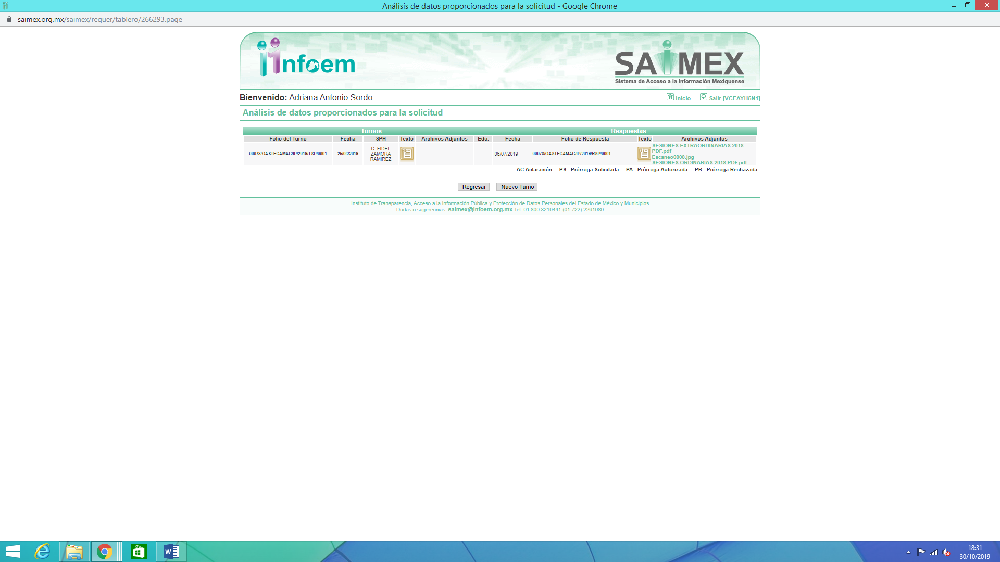 Análisis de datos proporcionados para la solicitud - Google Chrome
saimex.org.mx/saimex/requer/tablero/266293.page
infoem
SAIMEX
Sistema de Acceso a la Información Mexiquense
Bienvenido: Adriana Antonio Sordo
Inicio Salir [VCEAYH5N1]
Análisis de datos proporcionados para la solicitud
Turnos Respuestas
Folio del Turno Fecha SPH Texto Archivos Adjuntos Edo. Fecha Folio de Respuesta Texto Archivos Adjuntos
00078/OASTECAMAC/IP/2019/TSP/0001 25/06/2019 C. FIDEL ZAMORA RAMIREZ 06/07/2019 00078/OASTECAMAC/IP/2019/RSP/0001
SESIONES EXTRAORDINARIAS 2018
PDF.pdf
Escaneo0008.jpg
SESIONES ORDINARIAS 2018 PDF.pdf
AC Aclaración PS - Prórroga Solicitada PA - Prórroga Autorizada PR - Prórroga Rechazada
Regresar Nuevo Turno
Instituto de Transparencia, Acceso a la Información Pública y Protección de Datos Personales del Estado de México y Municipios
Dudas o sugerencias: saimex@infoem.org.mx Tel. 01 800 8210441 (01 722) 2261980
18:31
30/10/2019